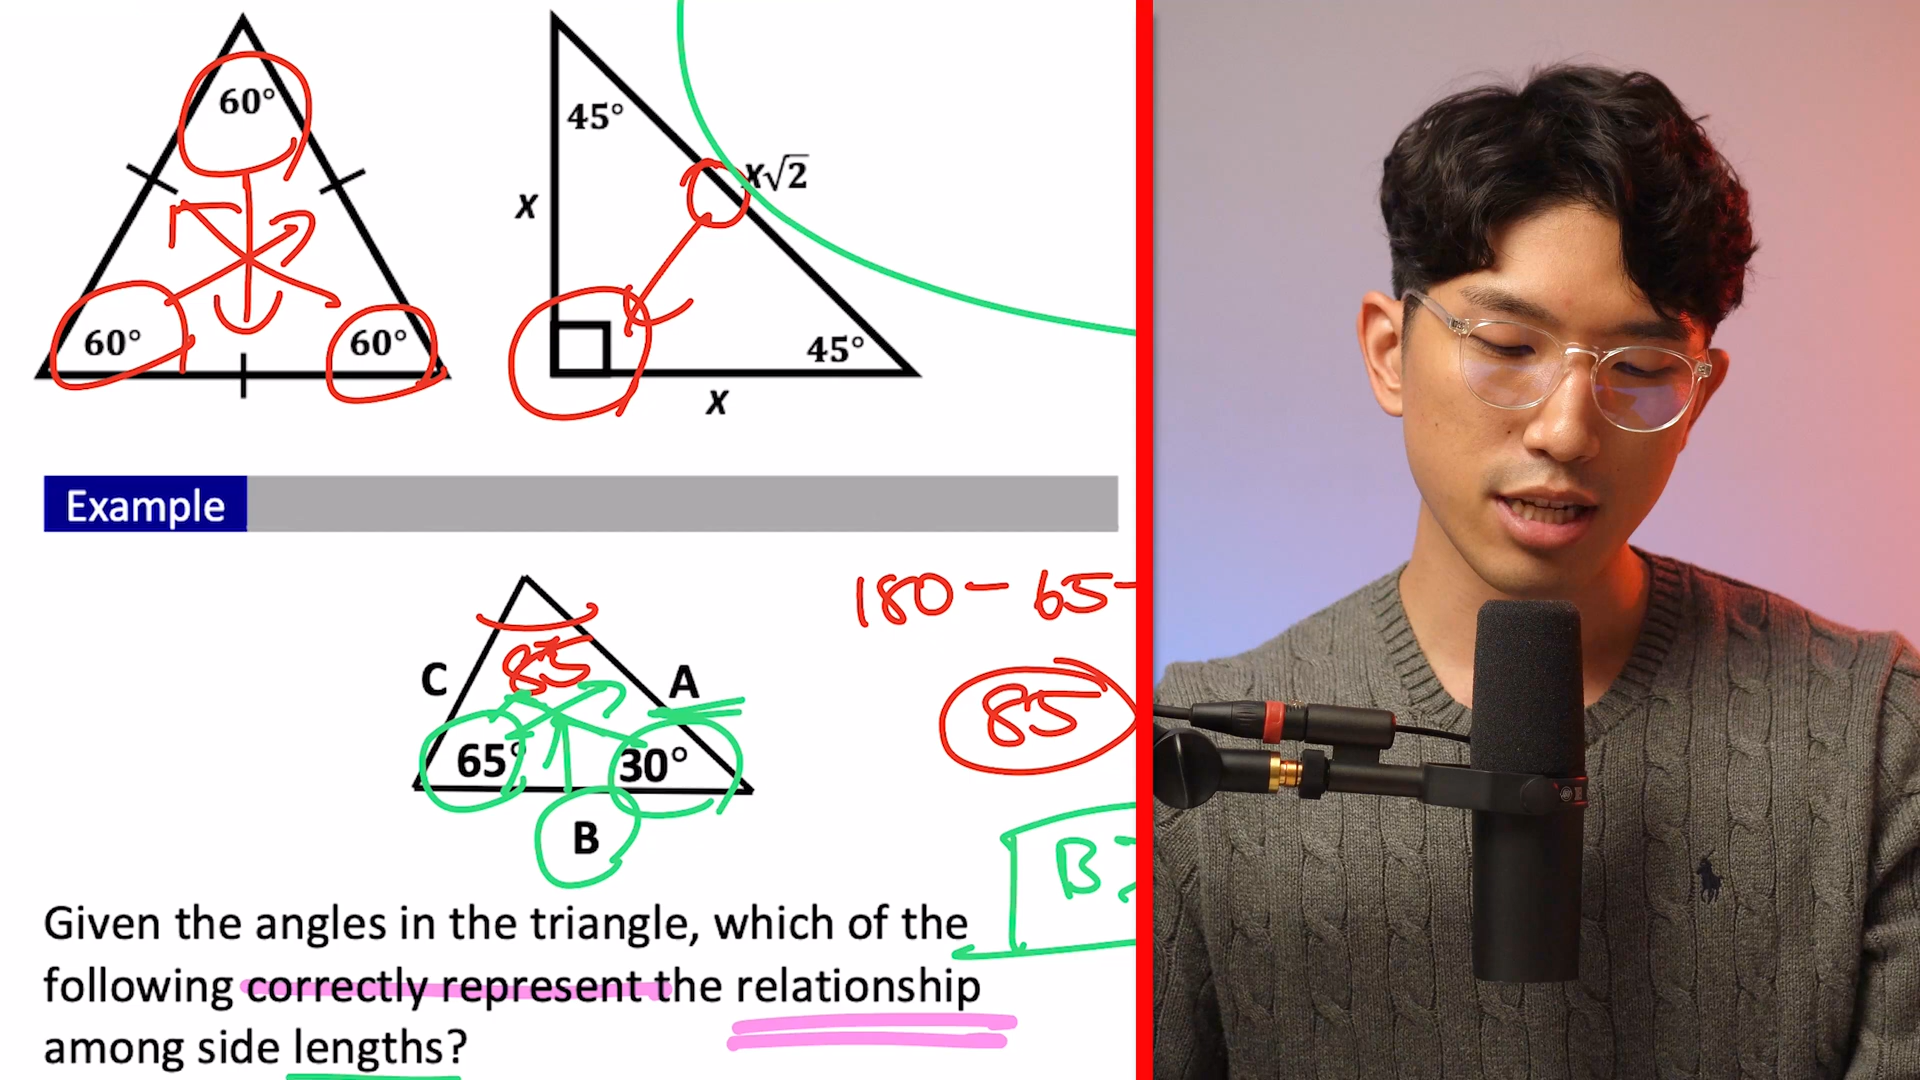 60°
60°
60°
45°
x
x√2
45°
x
Example
180 - 65 -
C
85
A
85
65°
30°
B
B
Given the angles in the triangle, which of the
following correctly represent the relationship
among side lengths?